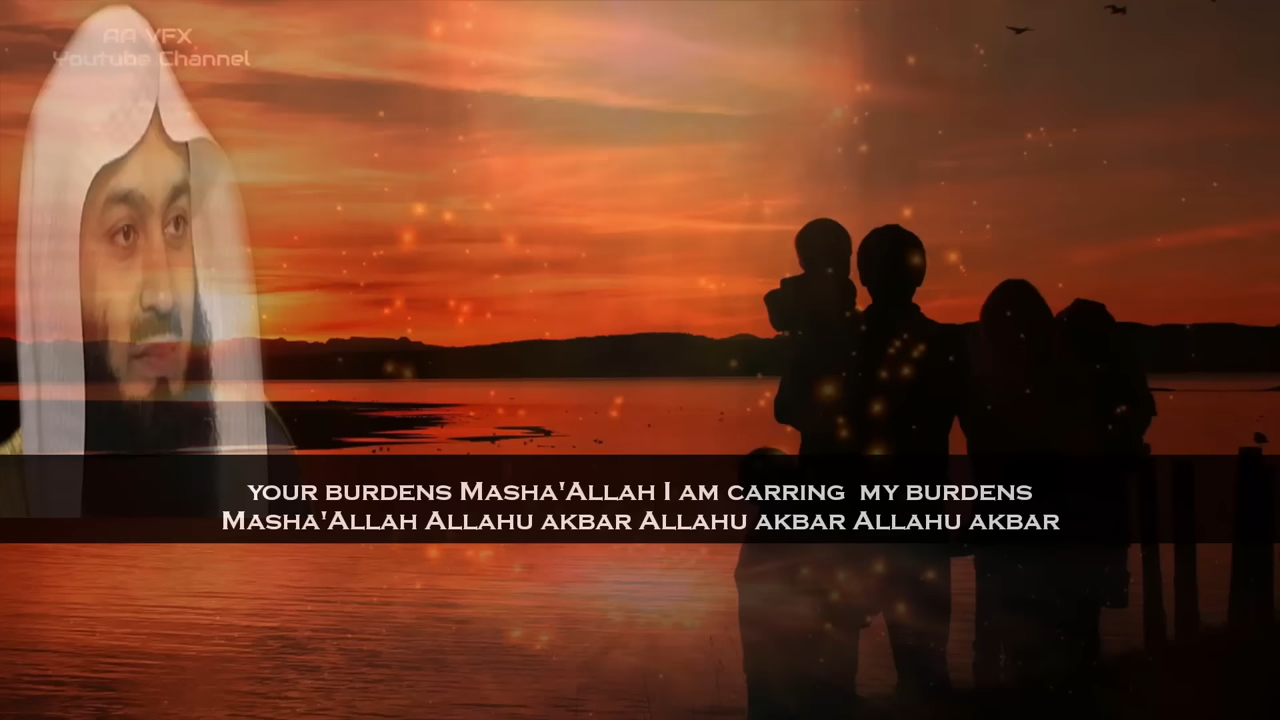 AA VFX
Youtube Channel
YOUR BURDENS MASHA'ALLAH I AM CARRING  MY BURDENS
MASHA'ALLAH ALLAHU AKBAR ALLAHU AKBAR ALLAHU AKBAR